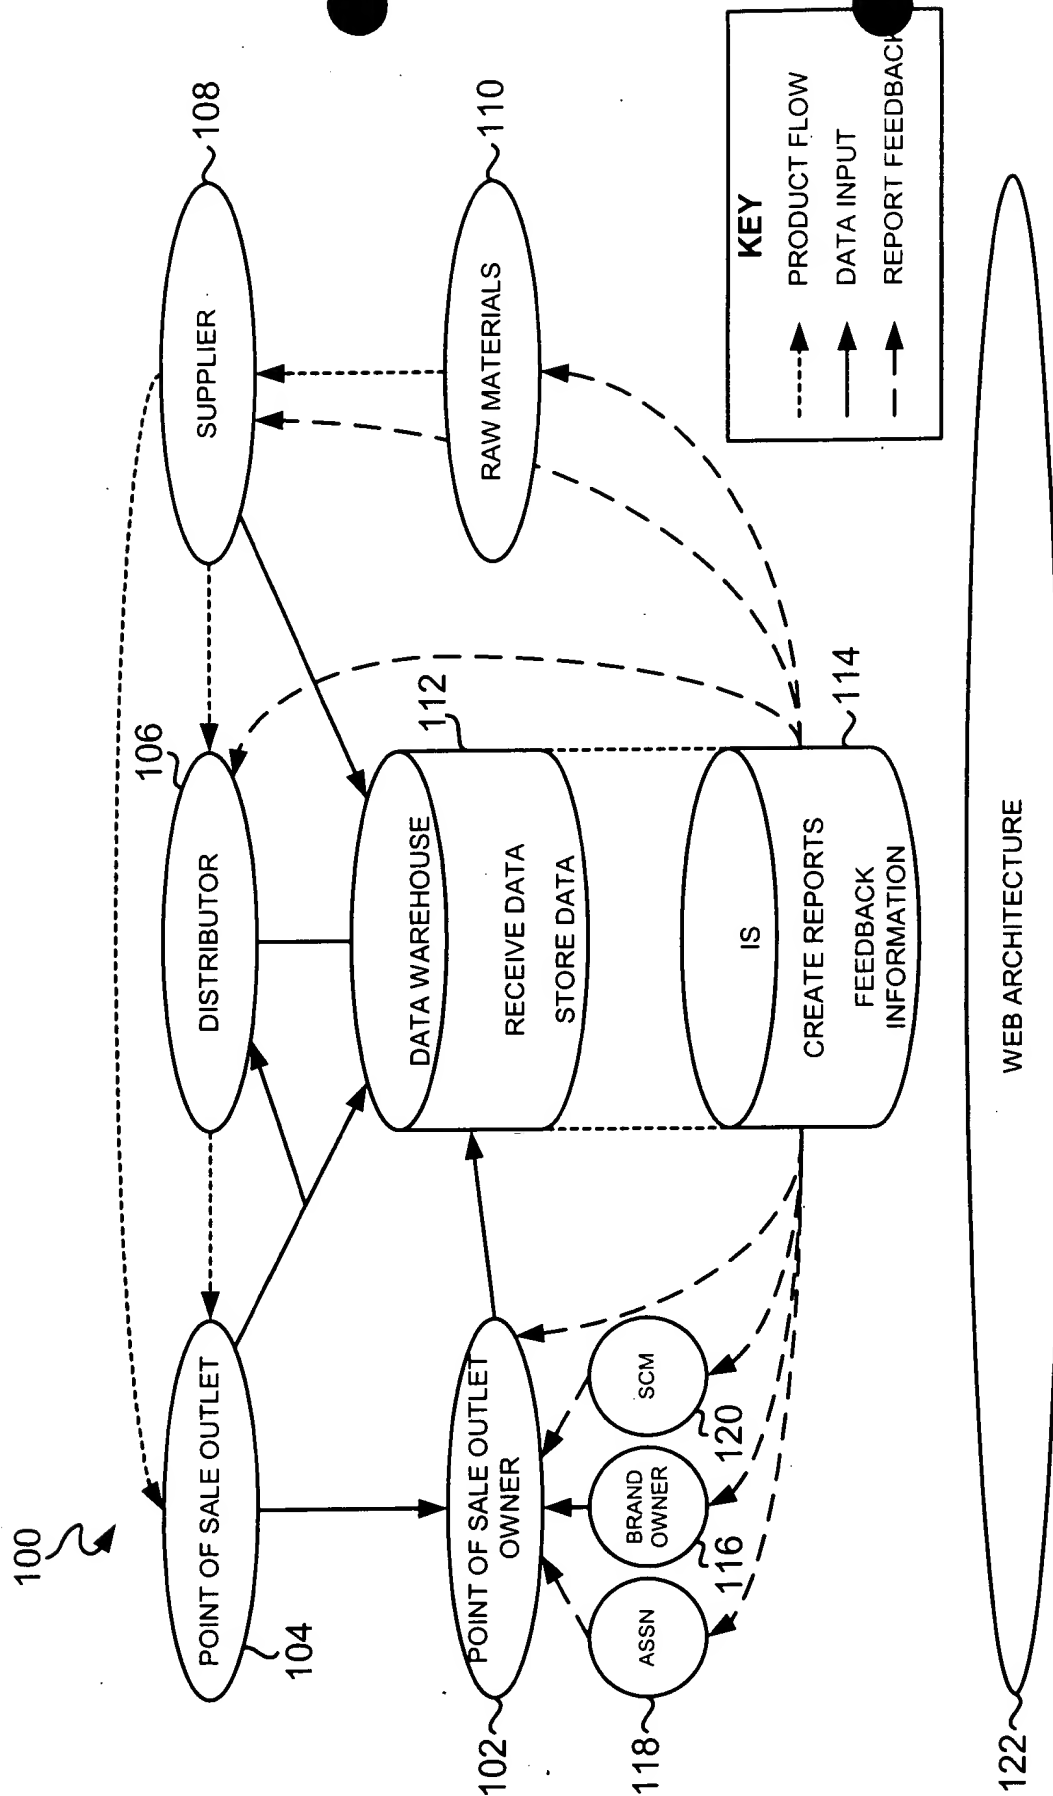 100
108
106
SUPPLIER
DISTRIBUTOR
POINT OF SALE OUTLET
104
110
RAW MATERIALS
112
DATA WAREHOUSE
RECEIVE DATA
STORE DATA
POINT OF SALE OUTLET
OWNER
102
SCM
120
BRAND
OWNER
116
ASSN
118
114
IS
CREATE REPORTS
FEEDBACK
INFORMATION
KEY
PRODUCT FLOW
DATA INPUT
REPORT FEEDBACK
WEB ARCHITECTURE
122